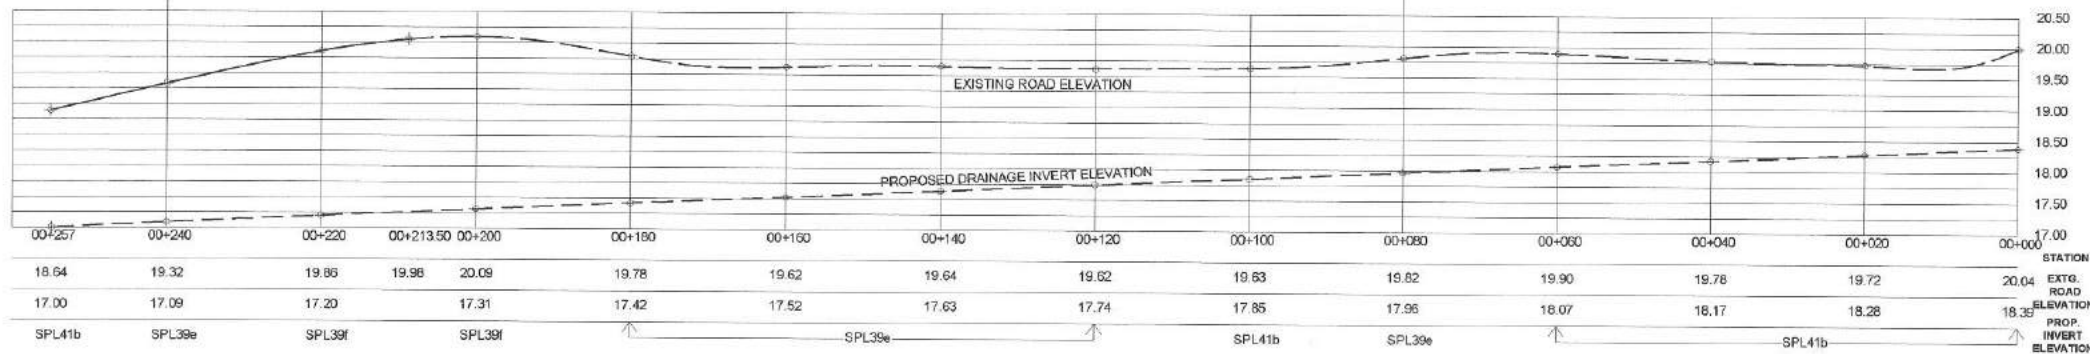 20.50
20.00
19.50
19.00
18.50
18.00
17.50
17.00
EXISTING ROAD ELEVATION
PROPOSED DRAINAGE INVERT ELEVATION
00+257 00+240 00+220 00+213.50 00+200 00+180 00+160 00+140 00+120 00+100 00+080 00+060 00+040 00+020 00+000
STATION
18.64 19.32 19.86 19.98 20.09 19.78 19.62 19.64 19.62 19.63 19.82 19.90 19.78 19.72 20.04
EXTG.
ROAD
ELEVATION
17.00 17.09 17.20 17.31 17.42 17.52 17.63 17.74 17.85 17.96 18.07 18.17 18.28 18.39
PROP.
INVERT
ELEVATION
SPL41b SPL39e SPL39f SPL39f SPL39e SPL41b SPL39e SPL41b